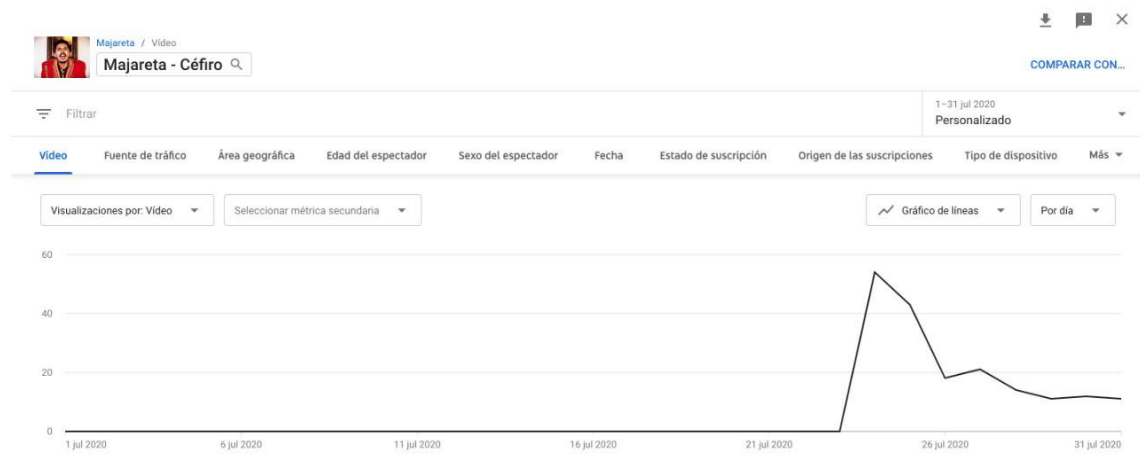 Majareta / Vídeo
Majareta - Céfiro
COMPARAR CON...
Filtrar
1–31 jul 2020
Personalizado
Vídeo Fuente de tráfico Área geográfica Edad del espectador Sexo del espectador Fecha Estado de suscripción Origen de las suscripciones Tipo de dispositivo Más
Visualizaciones por: Vídeo Seleccionar métrica secundaria Gráfico de líneas Por día
60
40
20
0
1 jul 2020 6 jul 2020 11 jul 2020 16 jul 2020 21 jul 2020 26 jul 2020 31 jul 2020